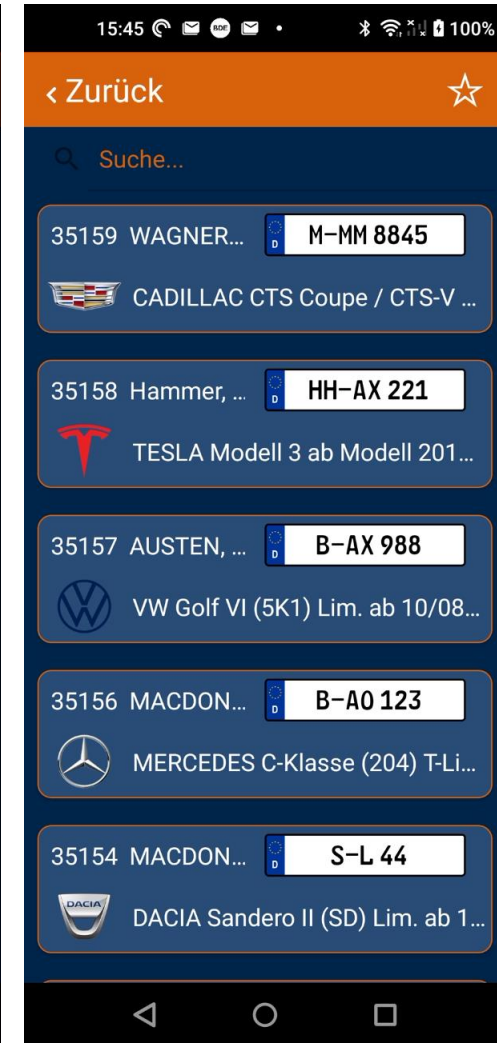 15:45 BDE 100%
‹ Zurück
Suche...
35159 WAGNER... D M-MM 8845
CADILLAC CTS Coupe / CTS-V ...
35158 Hammer, ... D HH-AX 221
TESLA Modell 3 ab Modell 201...
35157 AUSTEN, ... D B-AX 988
VW Golf VI (5K1) Lim. ab 10/08...
35156 MACDON... D B-AO 123
MERCEDES C-Klasse (204) T-Li...
35154 MACDON... D S-L 44
DACIA
DACIA Sandero II (SD) Lim. ab 1...